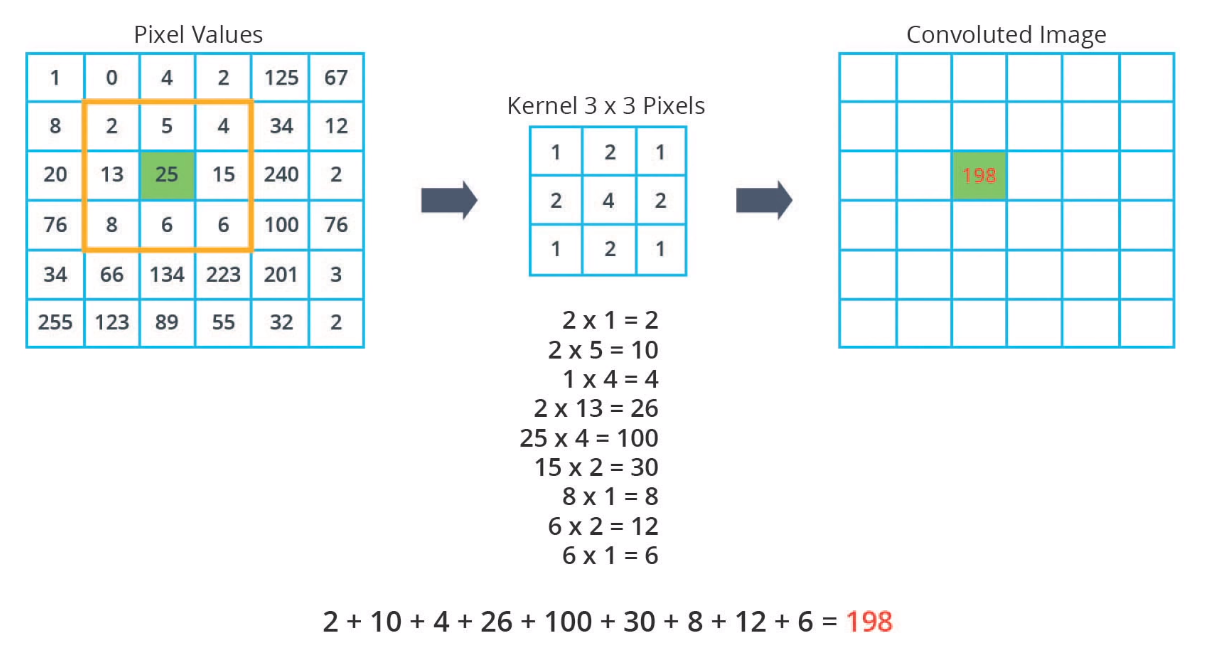 Pixel Values
1 0 4 2 125 67
8 2 5 4 34 12
20 13 25 15 240 2
76 8 6 6 100 76
34 66 134 223 201 3
255 123 89 55 32 2
Kernel 3 x 3 Pixels
1 2 1
2 4 2
1 2 1
2 x 1 = 2
2 x 5 = 10
1 x 4 = 4
2 x 13 = 26
25 x 4 = 100
15 x 2 = 30
8 x 1 = 8
6 x 2 = 12
6 x 1 = 6
Convoluted Image
198
2 + 10 + 4 + 26 + 100 + 30 + 8 + 12 + 6 = 198